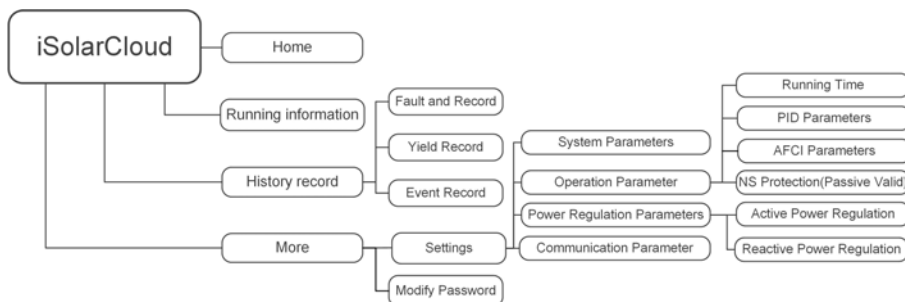 iSolarCloud
Home
Running information
History record
Fault and Record
Yield Record
Event Record
More
Settings
Modify Password
System Parameters
Operation Parameter
Power Regulation Parameters
Communication Parameter
Running Time
PID Parameters
AFCI Parameters
NS Protection(Passive Valid)
Active Power Regulation
Reactive Power Regulation